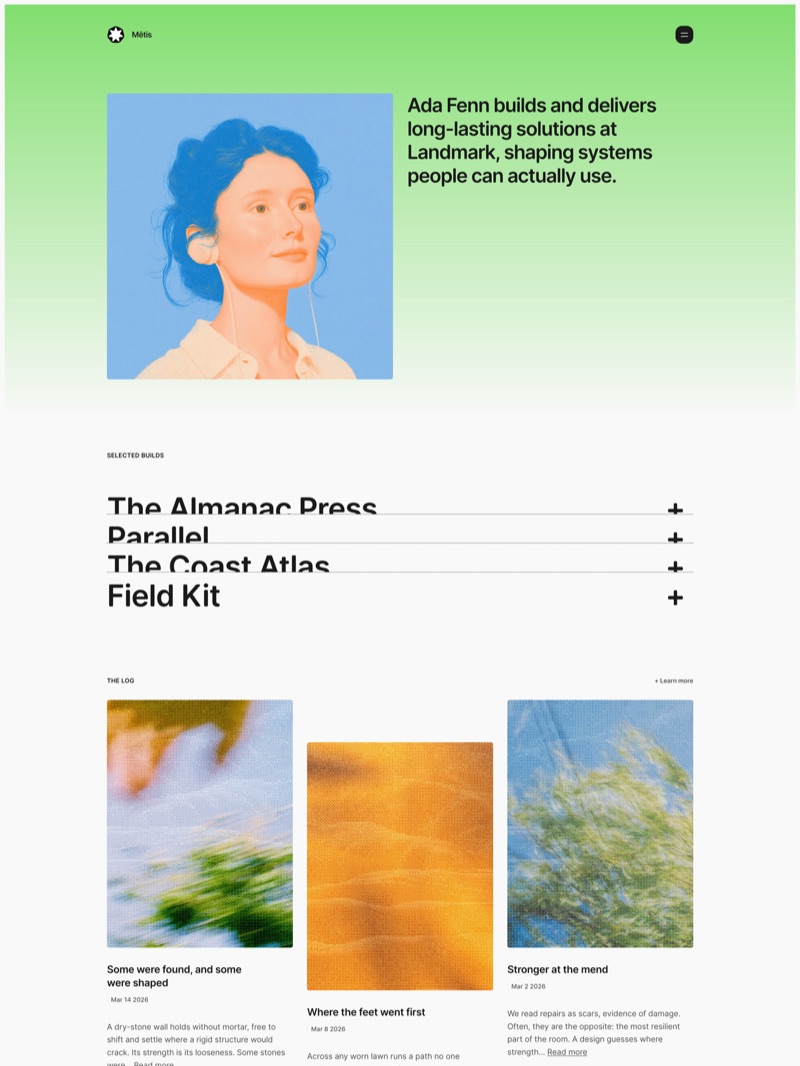 Métis
Ada Fenn builds and delivers
long-lasting solutions at
Landmark, shaping systems
people can actually use.
SELECTED BUILDS
The Almanac Press
Parallel
The Coast Atlas
Field Kit
THE LOG
+ Learn more
Some were found, and some
were shaped
Mar 14 2026
A dry-stone wall holds without mortar, free to
shift and settle where a rigid structure would
crack. Its strength is its looseness. Some stones
were... Read more
Where the feet went first
Mar 8 2026
Across any worn lawn runs a path no one
Stronger at the mend
Mar 2 2026
We read repairs as scars, evidence of damage.
Often, they are the opposite: the most resilient
part of the room. A design guesses where
strength... Read more